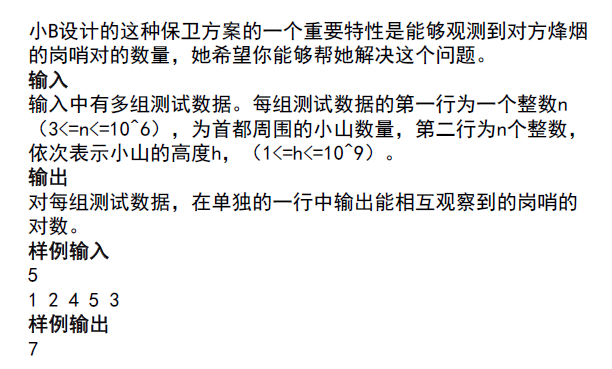 小B设计的这种保卫方案的一个重要特性是能够观测到对方烽烟
的岗哨对的数量，她希望你能够帮她解决这个问题。
输入
输入中有多组测试数据。每组测试数据的第一行为一个整数n
（3<=n<=10^6），为首都周围的小山数量，第二行为n个整数，
依次表示小山的高度h，（1<=h<=10^9）。
输出
对每组测试数据，在单独的一行中输出能相互观察到的岗哨的
对数。
样例输入
5
1 2 4 5 3
样例输出
7